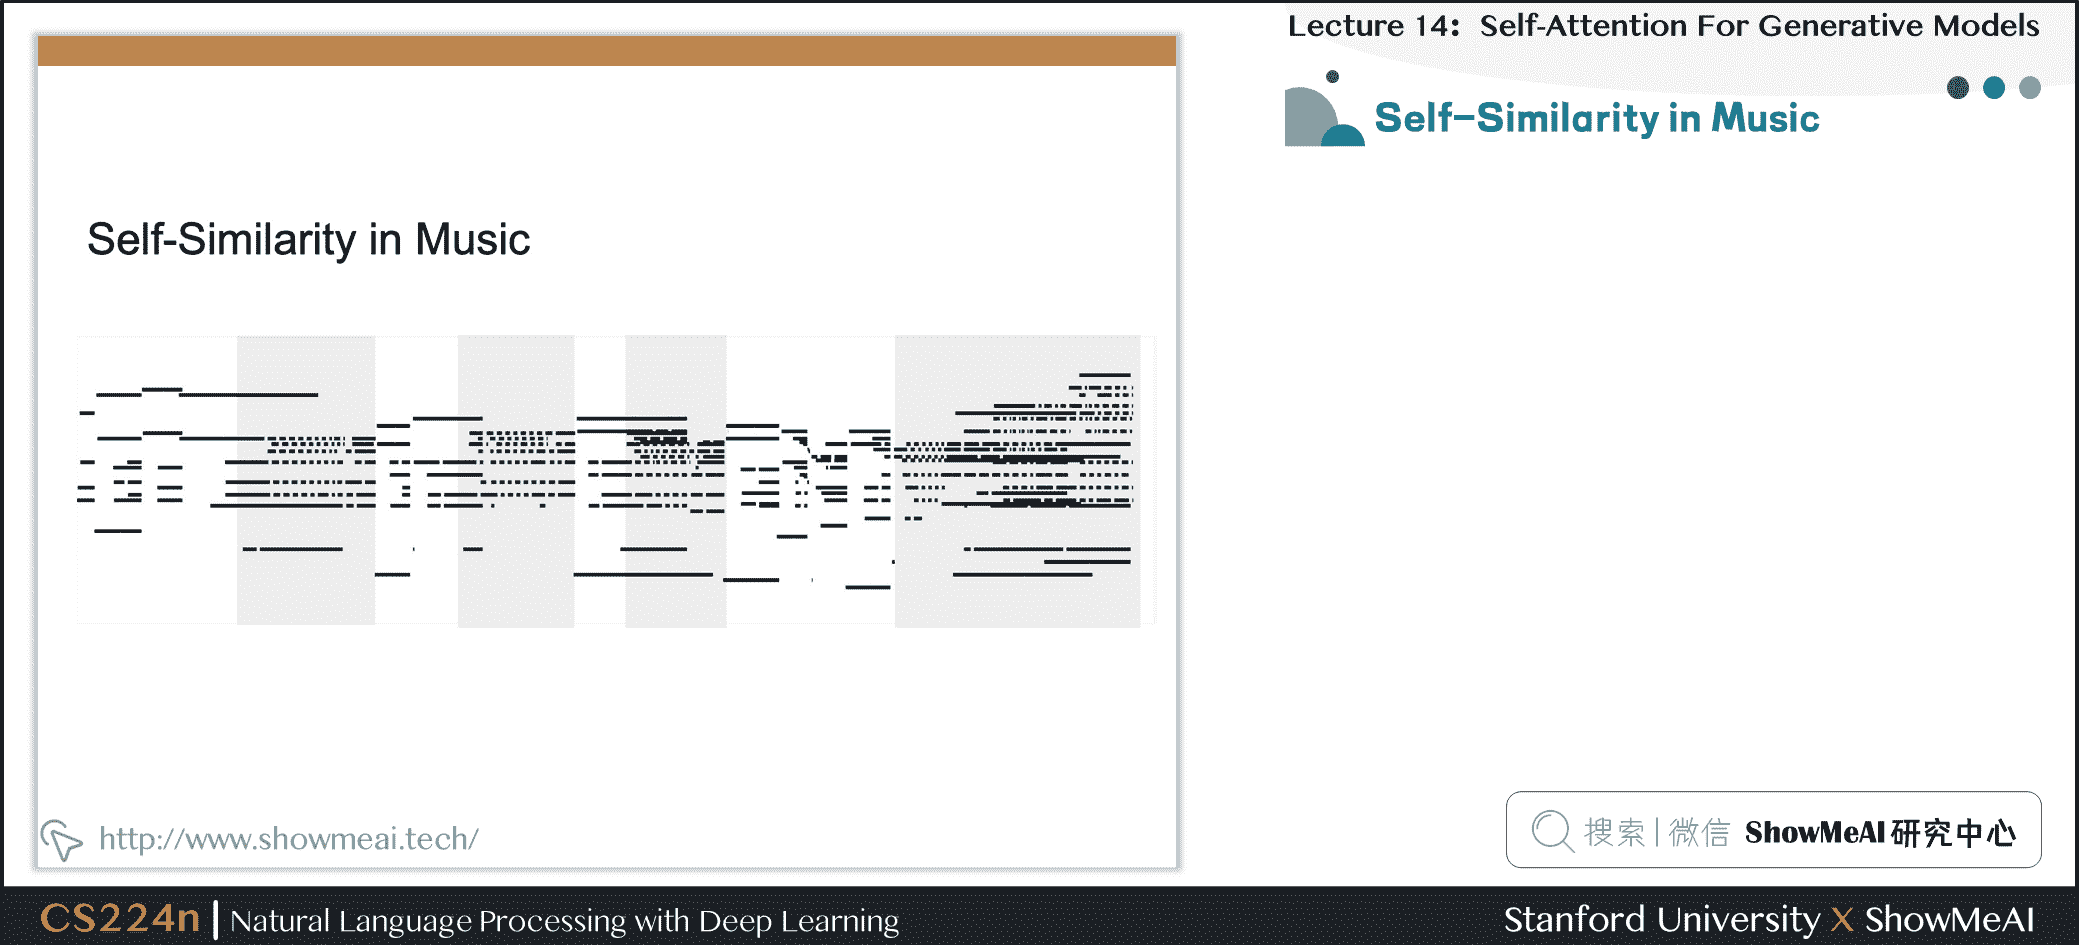 Lecture 14: Self-Attention For Generative Models
Self-Similarity in Music
Self-Similarity in Music
http://www.showmeai.tech/
搜索 | 微信 ShowMeAI 研究中心
CS224n | Natural Language Processing with Deep Learning
Stanford University X ShowMeAI